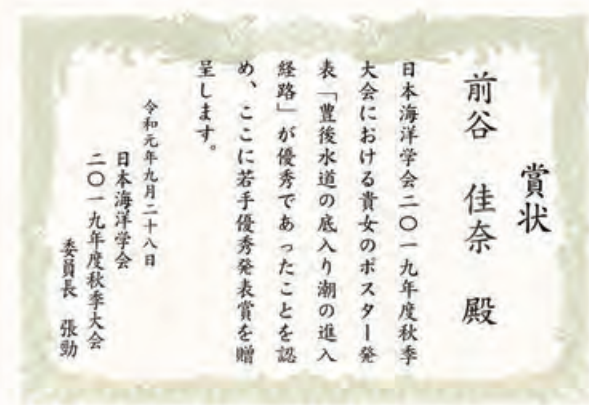 賞状
前谷 佳奈 殿
日本海洋学会二〇一九年度秋季
大会における貴女のポスター発
表「豊後水道の底入り潮の進入
経路」が優秀であったことを認
め、ここに若手優秀発表賞を贈
呈します。
令和元年九月二十八日
日本海洋学会
二〇一九年度秋季大会
委員長 張勁